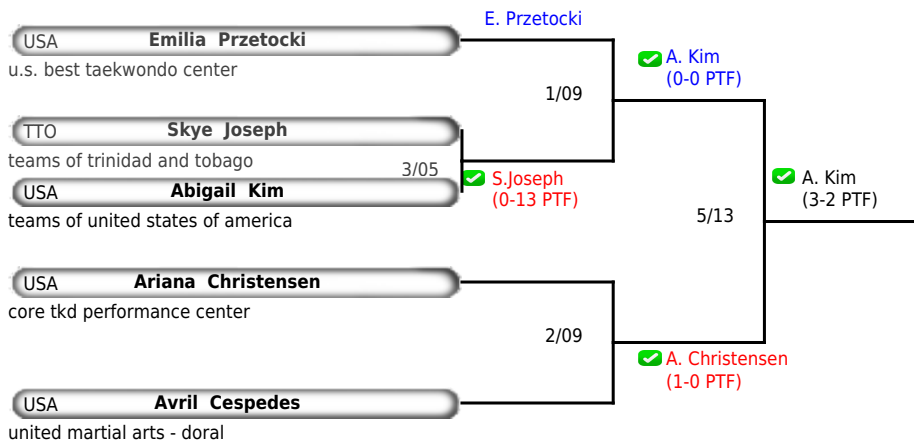 E. Przetocki
USA Emilia Przetocki
u.s. best taekwondo center
A. Kim
(0-0 PTF)
1/09
TTO Skye Joseph
teams of trinidad and tobago
3/05
S.Joseph
(0-13 PTF)
USA Abigail Kim
teams of united states of america
A. Kim
(3-2 PTF)
5/13
USA Ariana Christensen
core tkd performance center
2/09
A. Christensen
(1-0 PTF)
USA Avril Cespedes
united martial arts - doral